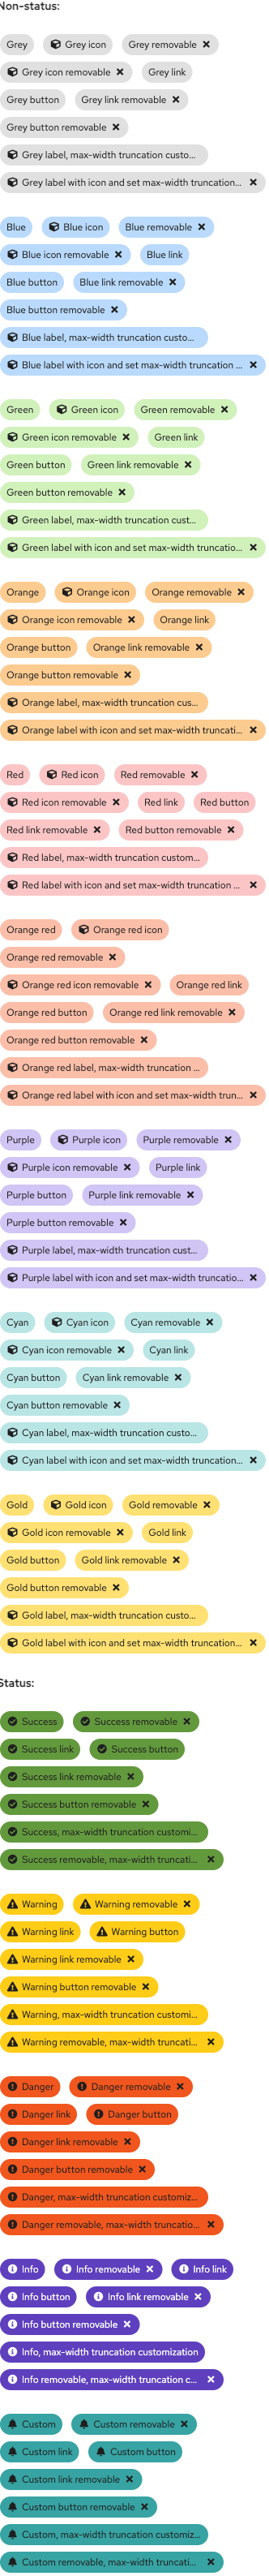 Non-status:
Grey Grey icon Grey removable
Grey icon removable Grey link
Grey button Grey link removable
Grey button removable
Grey label, max-width truncation custo...
Grey label with icon and set max-width truncation...
Blue Blue icon Blue removable
Blue icon removable Blue link
Blue button Blue link removable
Blue button removable
Blue label, max-width truncation custo...
Blue label with icon and set max-width truncation ...
Green Green icon Green removable
Green icon removable Green link
Green button Green link removable
Green button removable
Green label, max-width truncation cust...
Green label with icon and set max-width truncatio...
Orange Orange icon Orange removable
Orange icon removable Orange link
Orange button Orange link removable
Orange button removable
Orange label, max-width truncation cus...
Orange label with icon and set max-width truncati...
Red Red icon Red removable
Red icon removable Red link Red button
Red link removable Red button removable
Red label, max-width truncation custom...
Red label with icon and set max-width truncation ...
Orange red Orange red icon
Orange red removable
Orange red icon removable Orange red link
Orange red button Orange red link removable
Orange red button removable
Orange red label, max-width truncation ...
Orange red label with icon and set max-width trun...
Purple Purple icon Purple removable
Purple icon removable Purple link
Purple button Purple link removable
Purple button removable
Purple label, max-width truncation cust...
Purple label with icon and set max-width truncatio...
Cyan Cyan icon Cyan removable
Cyan icon removable Cyan link
Cyan button Cyan link removable
Cyan button removable
Cyan label, max-width truncation custo...
Cyan label with icon and set max-width truncation...
Gold Gold icon Gold removable
Gold icon removable Gold link
Gold button Gold link removable
Gold button removable
Gold label, max-width truncation custo...
Gold label with icon and set max-width truncation...
Status:
Success Success removable
Success link Success button
Success link removable
Success button removable
Success, max-width truncation customi...
Success removable, max-width truncati...
Warning Warning removable
Warning link Warning button
Warning link removable
Warning button removable
Warning, max-width truncation customi...
Warning removable, max-width truncati...
Danger Danger removable
Danger link Danger button
Danger link removable
Danger button removable
Danger, max-width truncation customiz...
Danger removable, max-width truncatio...
Info Info removable Info link
Info button Info link removable
Info button removable
Info, max-width truncation customization
Info removable, max-width truncation c...
Custom Custom removable
Custom link Custom button
Custom link removable
Custom button removable
Custom, max-width truncation customiz...
Custom removable, max-width truncati...